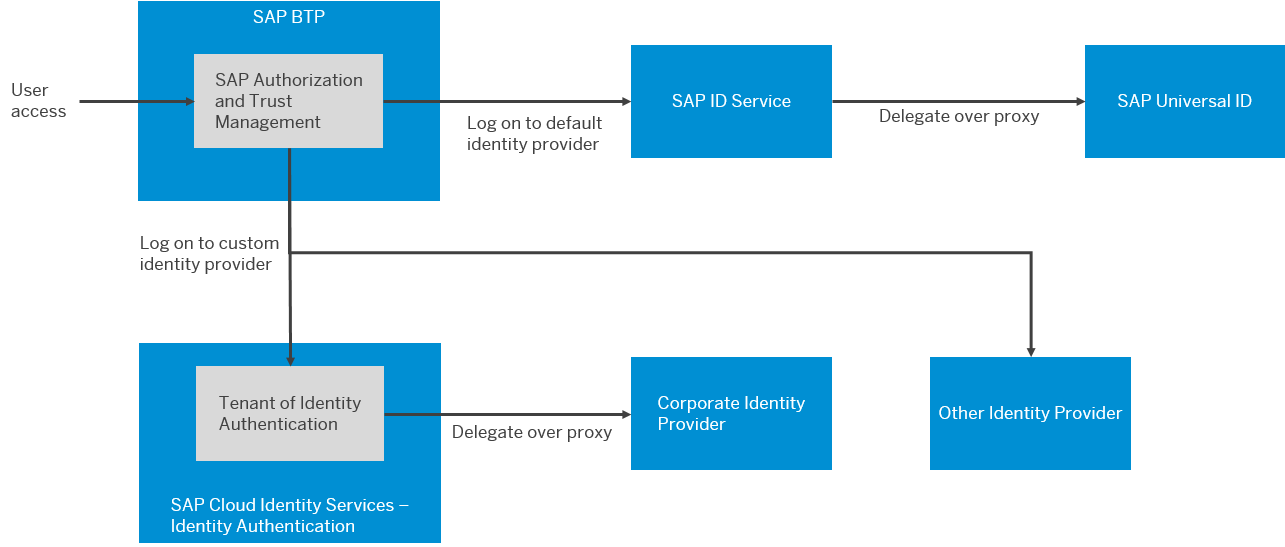 SAP BTP
User
access
SAP Authorization
and Trust
Management
Log on to default
identity provider
SAP ID Service
Delegate over proxy
SAP Universal ID
Log on to custom
identity provider
Tenant of Identity
Authentication
Delegate over proxy
Corporate Identity
Provider
Other Identity Provider
SAP Cloud Identity Services –
Identity Authentication